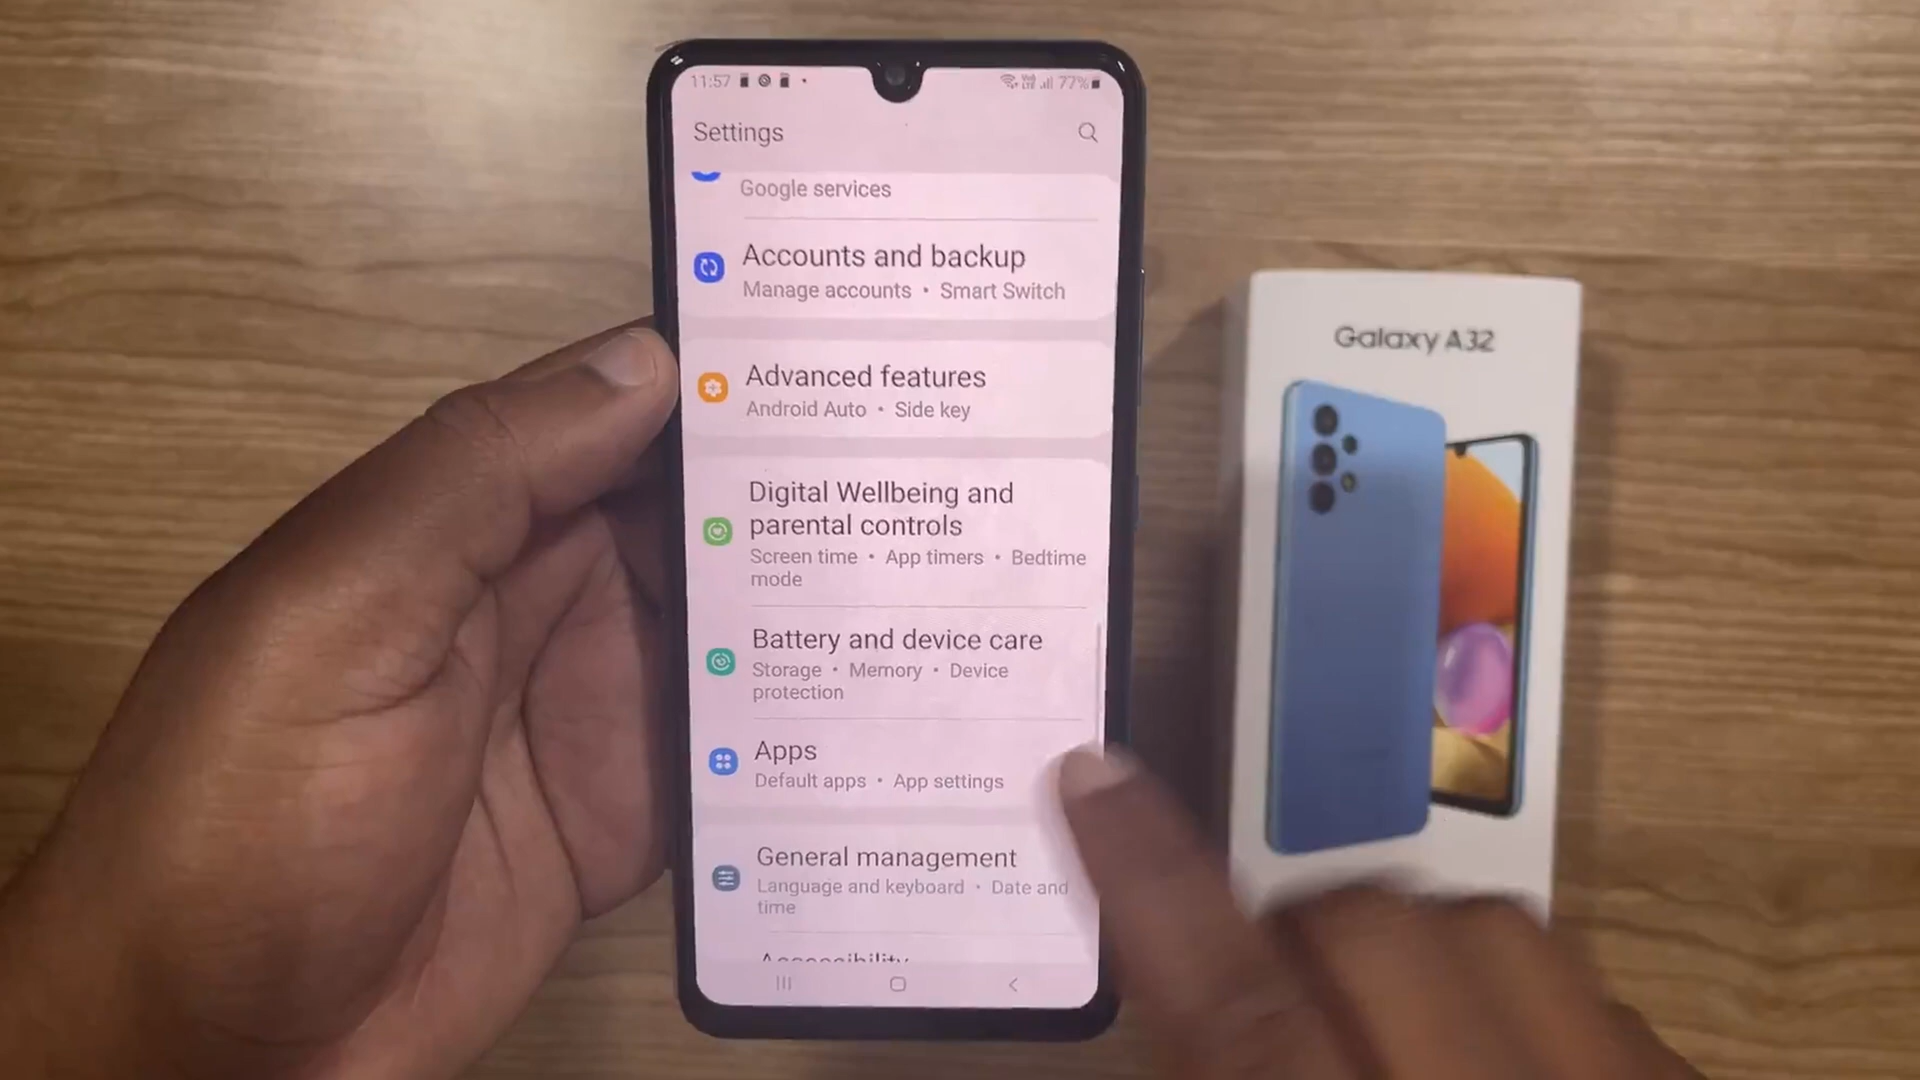 11:57
77%
Settings
Google services
Accounts and backup
Manage accounts • Smart Switch
Advanced features
Android Auto • Side key
Digital Wellbeing and
parental controls
Screen time • App timers • Bedtime
mode
Battery and device care
Storage • Memory • Device
protection
Apps
Default apps • App settings
General management
Language and keyboard • Date and
time
Accessibility
Galaxy A32